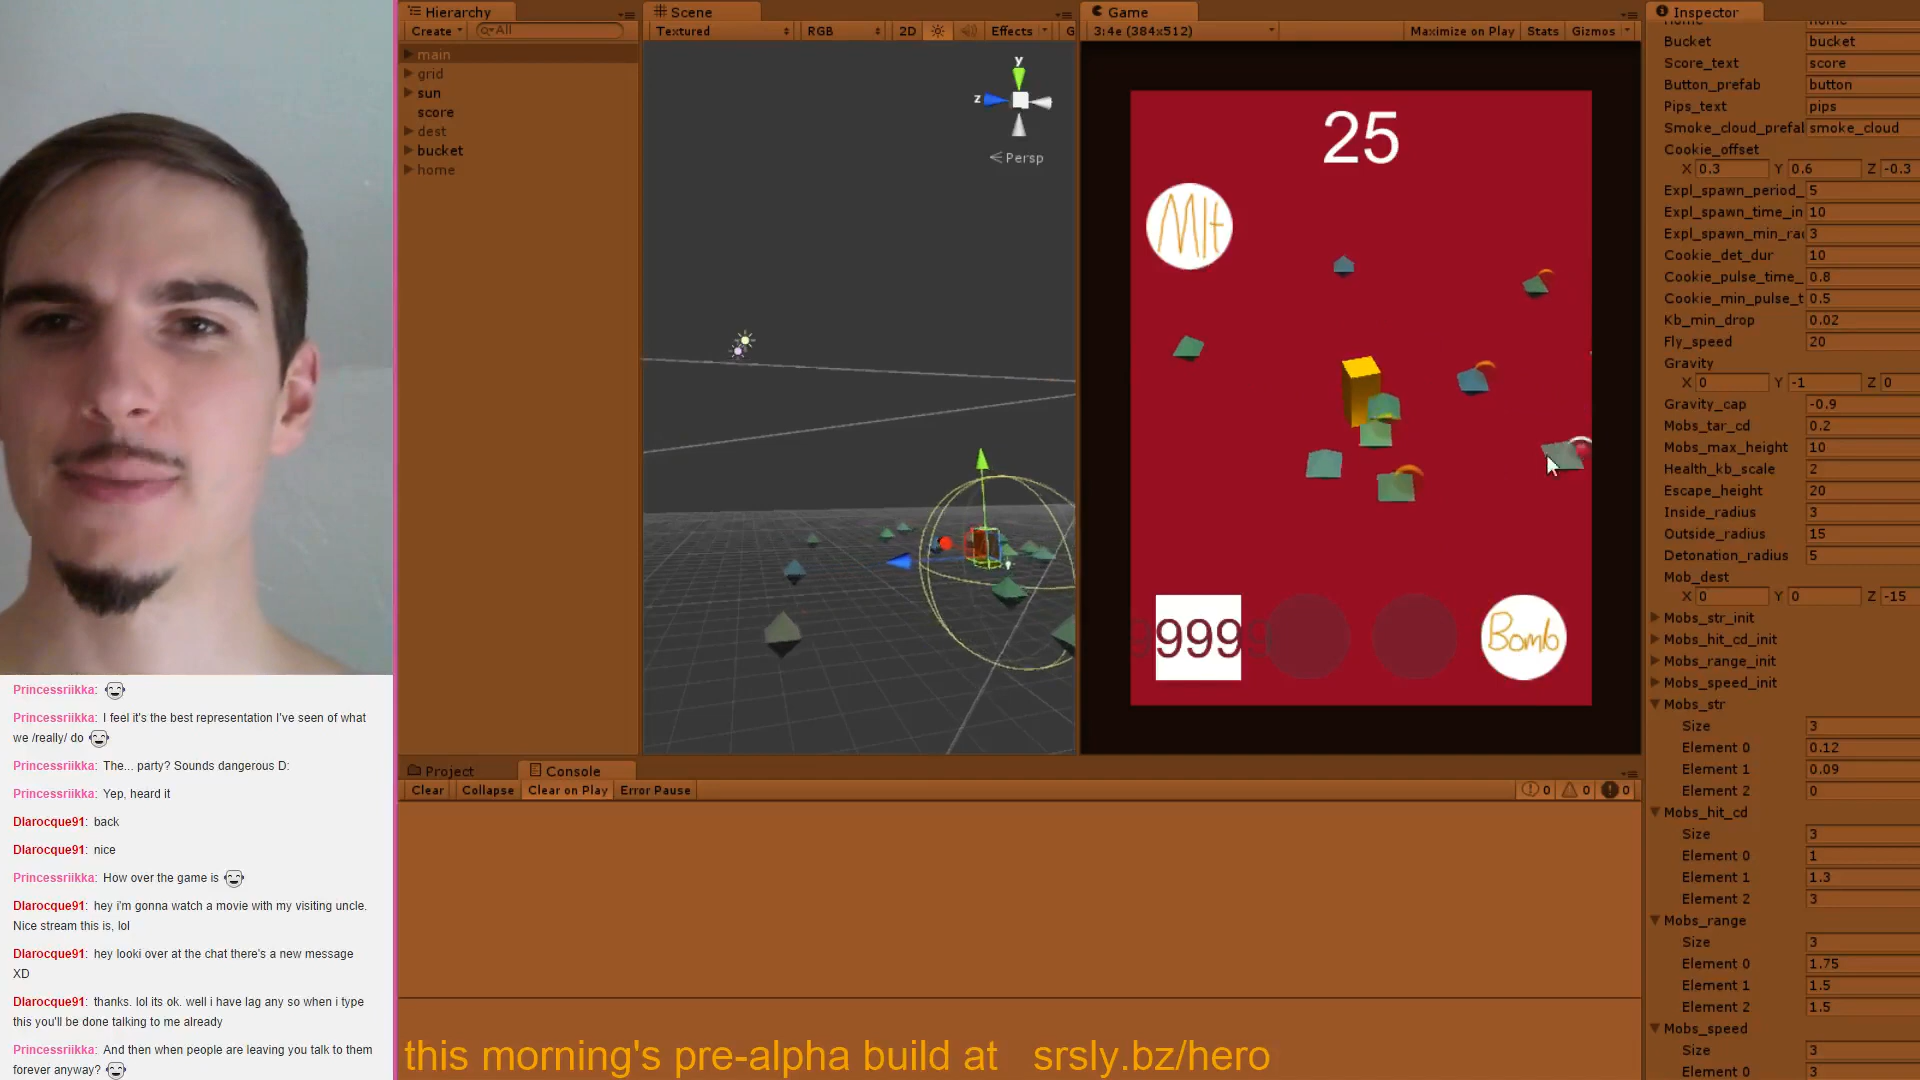 Hierarchy
Create
All
main
grid
sun
score
dest
bucket
home
Scene
Textured
RGB
2D
Effects
G
y
z
Persp
Game
3:4e (384x512)
Maximize on Play
Stats
Gizmos
25
Mlt
9999
Bomb
Inspector
Bucket bucket
Score_text score
Button_prefab button
Pips_text pips
Smoke_cloud_prefal smoke_cloud
Cookie_offset
X 0.3 Y 0.6 Z -0.3
Expl_spawn_period_ 5
Expl_spawn_time_in 10
Expl_spawn_min_rac 3
Cookie_det_dur 10
Cookie_pulse_time_ 0.8
Cookie_min_pulse_t 0.5
Kb_min_drop 0.02
Fly_speed 20
Gravity
X 0 Y -1 Z 0
Gravity_cap -0.9
Mobs_tar_cd 0.2
Mobs_max_height 10
Health_kb_scale 2
Escape_height 20
Inside_radius 3
Outside_radius 15
Detonation_radius 5
Mob_dest
X 0 Y 0 Z -15
Mobs_str_init
Mobs_hit_cd_init
Mobs_range_init
Mobs_speed_init
Mobs_str
Size 3
Element 0 0.12
Element 1 0.09
Element 2 0
Mobs_hit_cd
Size 3
Element 0 1
Element 1 1.3
Element 2 3
Mobs_range
Size 3
Element 0 1.75
Element 1 1.5
Element 2 1.5
Mobs_speed
Size 3
Element 0 3
Project
Console
Clear
Collapse
Clear on Play
Error Pause
0
0
0
Princessriikka:
Princessriikka: I feel it's the best representation I've seen of what
we /really/ do
Princessriikka: The... party? Sounds dangerous D:
Princessriikka: Yep, heard it
Dlarocque91: back
Dlarocque91: nice
Princessriikka: How over the game is
Dlarocque91: hey i'm gonna watch a movie with my visiting uncle.
Nice stream this is, lol
Dlarocque91: hey looki over at the chat there's a new message
XD
Dlarocque91: thanks. lol its ok. well i have lag any so when i type
this you'll be done talking to me already
Princessriikka: And then when people are leaving you talk to them
forever anyway?
this morning's pre-alpha build at srsly.bz/hero